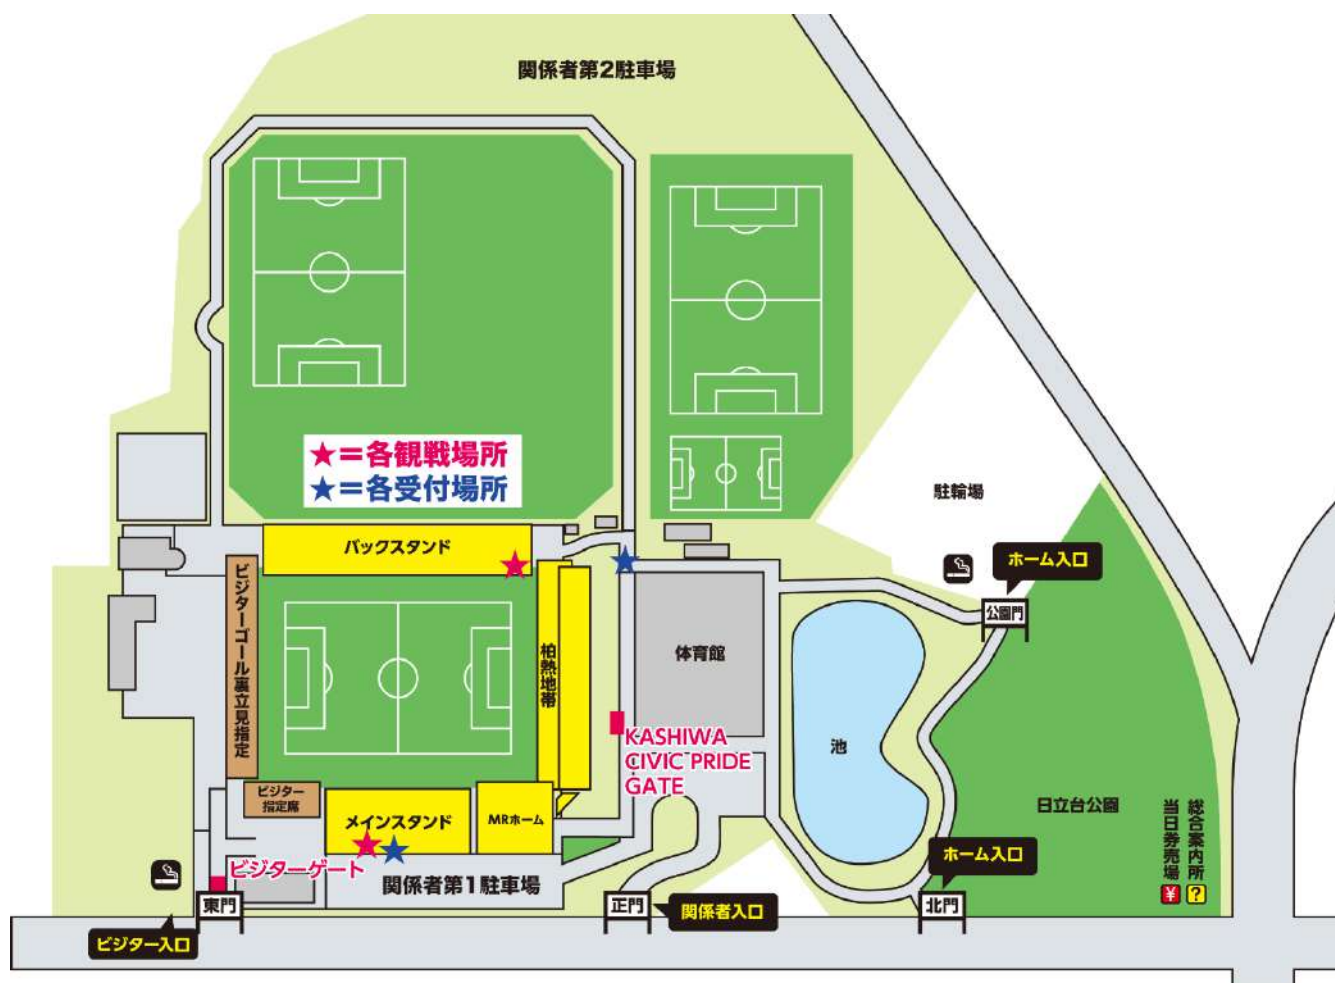 関係者第2駐車場
★=各観戦場所
★=各受付場所
駐輪場
バックスタンド
ホーム入口
公園門
ビジターゴール裏立見指定
柏熱地帯
体育館
KASHIWA
CIVIC PRIDE
GATE
池
ビジター
指定席
メインスタンド
MRホーム
日立台公園
総合案内所 ?
当日券売場 ¥
ホーム入口
ビジターゲート
関係者第1駐車場
東門
正門
関係者入口
北門
ビジター入口